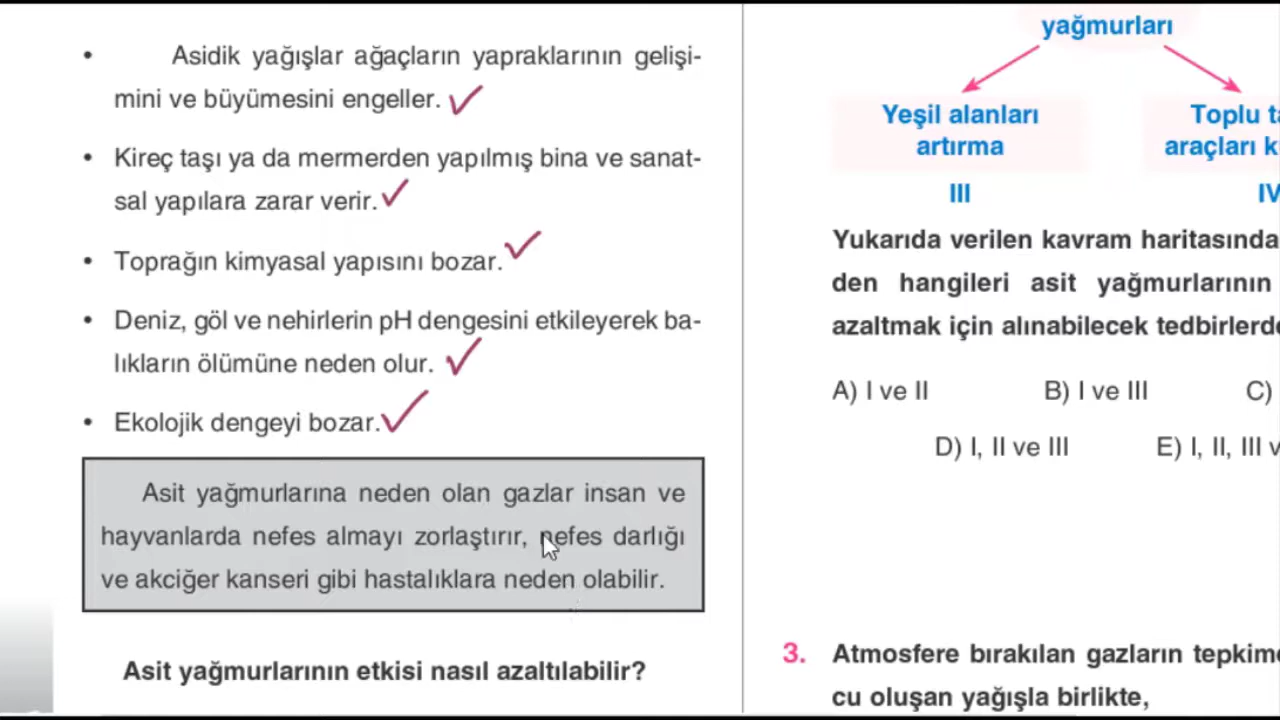 Asidik yağışlar ağaçların yapraklarının gelişi-
mini ve büyümesini engeller.
Kireç taşı ya da mermerden yapılmış bina ve sanat-
sal yapılara zarar verir.
Toprağın kimyasal yapısını bozar.
Deniz, göl ve nehirlerin pH dengesini etkileyerek ba-
lıkların ölümüne neden olur.
Ekolojik dengeyi bozar.
Asit yağmurlarına neden olan gazlar insan ve
hayvanlarda nefes almayı zorlaştırır, nefes darlığı
ve akciğer kanseri gibi hastalıklara neden olabilir.
Asit yağmurlarının etkisi nasıl azaltılabilir?
yağmurları
Yeşil alanları
artırma
III
Toplu
araçları
IV
Yukarıda verilen kavram haritasında
den hangileri asit yağmurlarının
azaltmak için alınabilecek
A) I ve II
B) I ve III
C)
D) I, II ve III
E) I, II, III
3. Atmosfere bırakılan gazların
cu oluşan yağışla birlikte,